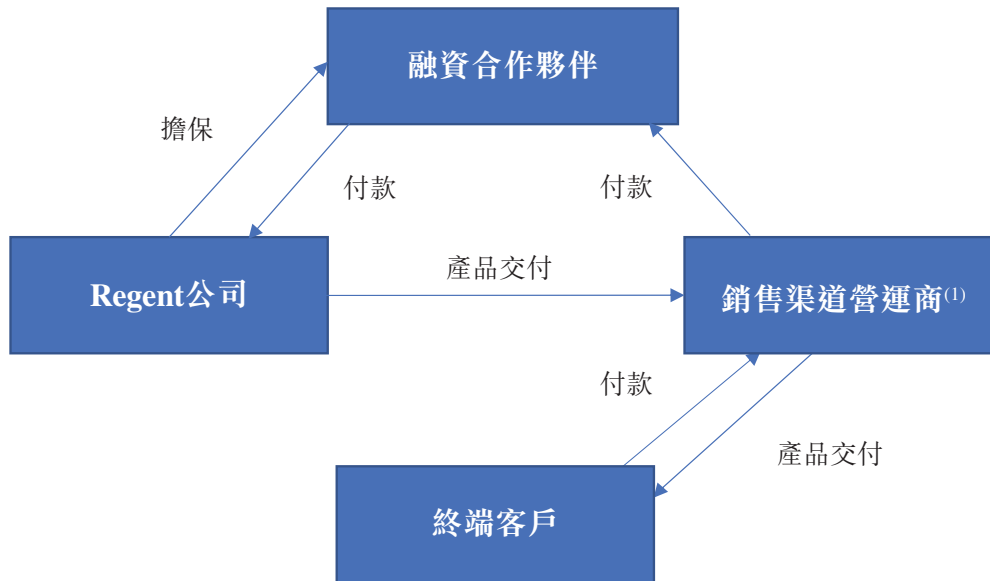 融資合作夥伴
擔保
付款
付款
產品交付
Regent公司
銷售渠道營運商(1)
付款
產品交付
終端客戶